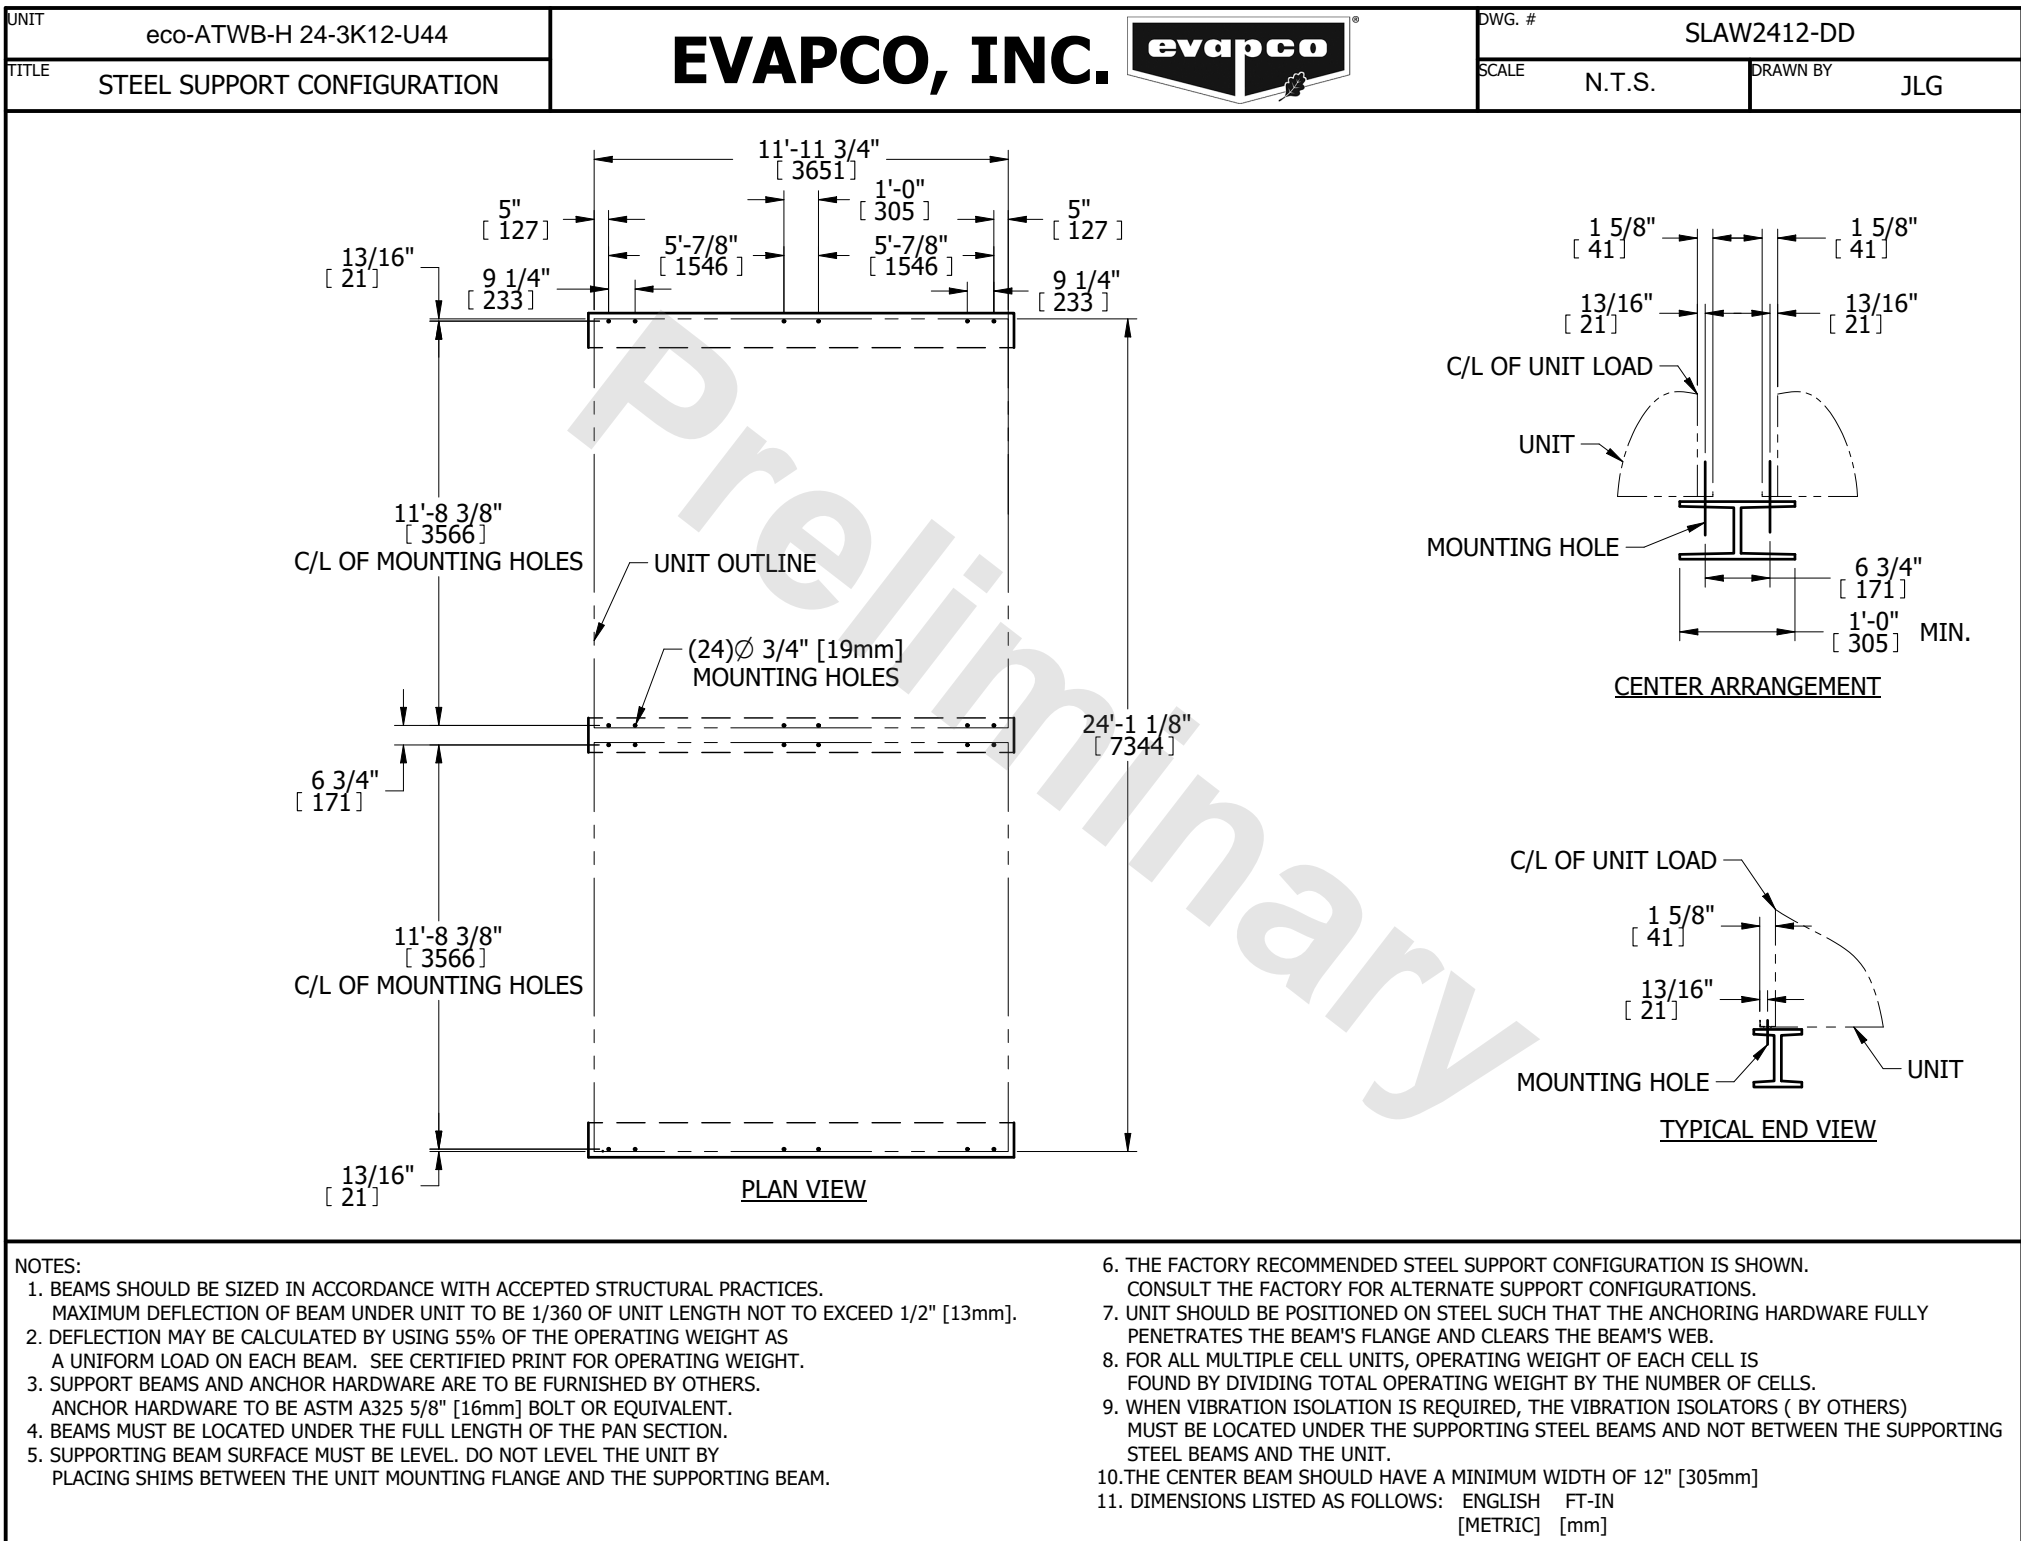 UNIT
eco-ATWB-H 24-3K12-U44
TITLE
STEEL SUPPORT CONFIGURATION
EVAPCO, INC.
evapco
®
DWG. #
SLAW2412-DD
SCALE
N.T.S.
DRAWN BY
JLG
11'-11 3/4"
[ 3651 ]
1'-0"
[ 305 ]
5"
[ 127 ]
5"
[ 127 ]
5'-7/8"
[ 1546 ]
5'-7/8"
[ 1546 ]
13/16"
[ 21 ]
9 1/4"
[ 233 ]
9 1/4"
[ 233 ]
11'-8 3/8"
[ 3566 ]
C/L OF MOUNTING HOLES
UNIT OUTLINE
(24)∅ 3/4" [19mm]
MOUNTING HOLES
24'-1 1/8"
[ 7344 ]
6 3/4"
[ 171 ]
11'-8 3/8"
[ 3566 ]
C/L OF MOUNTING HOLES
13/16"
[ 21 ]
PLAN VIEW
Preliminary
1 5/8"
[ 41 ]
1 5/8"
[ 41 ]
13/16"
[ 21 ]
13/16"
[ 21 ]
C/L OF UNIT LOAD
UNIT
MOUNTING HOLE
6 3/4"
[ 171 ]
1'-0"
[ 305 ] MIN.
CENTER ARRANGEMENT
C/L OF UNIT LOAD
1 5/8"
[ 41 ]
13/16"
[ 21 ]
MOUNTING HOLE
UNIT
TYPICAL END VIEW
NOTES:
1. BEAMS SHOULD BE SIZED IN ACCORDANCE WITH ACCEPTED STRUCTURAL PRACTICES.
MAXIMUM DEFLECTION OF BEAM UNDER UNIT TO BE 1/360 OF UNIT LENGTH NOT TO EXCEED 1/2" [13mm].
2. DEFLECTION MAY BE CALCULATED BY USING 55% OF THE OPERATING WEIGHT AS
A UNIFORM LOAD ON EACH BEAM. SEE CERTIFIED PRINT FOR OPERATING WEIGHT.
3. SUPPORT BEAMS AND ANCHOR HARDWARE ARE TO BE FURNISHED BY OTHERS.
ANCHOR HARDWARE TO BE ASTM A325 5/8" [16mm] BOLT OR EQUIVALENT.
4. BEAMS MUST BE LOCATED UNDER THE FULL LENGTH OF THE PAN SECTION.
5. SUPPORTING BEAM SURFACE MUST BE LEVEL. DO NOT LEVEL THE UNIT BY
PLACING SHIMS BETWEEN THE UNIT MOUNTING FLANGE AND THE SUPPORTING BEAM.
6. THE FACTORY RECOMMENDED STEEL SUPPORT CONFIGURATION IS SHOWN.
CONSULT THE FACTORY FOR ALTERNATE SUPPORT CONFIGURATIONS.
7. UNIT SHOULD BE POSITIONED ON STEEL SUCH THAT THE ANCHORING HARDWARE FULLY
PENETRATES THE BEAM'S FLANGE AND CLEARS THE BEAM'S WEB.
8. FOR ALL MULTIPLE CELL UNITS, OPERATING WEIGHT OF EACH CELL IS
FOUND BY DIVIDING TOTAL OPERATING WEIGHT BY THE NUMBER OF CELLS.
9. WHEN VIBRATION ISOLATION IS REQUIRED, THE VIBRATION ISOLATORS ( BY OTHERS)
MUST BE LOCATED UNDER THE SUPPORTING STEEL BEAMS AND NOT BETWEEN THE SUPPORTING
STEEL BEAMS AND THE UNIT.
10.THE CENTER BEAM SHOULD HAVE A MINIMUM WIDTH OF 12" [305mm]
11. DIMENSIONS LISTED AS FOLLOWS: ENGLISH FT-IN
[METRIC] [mm]